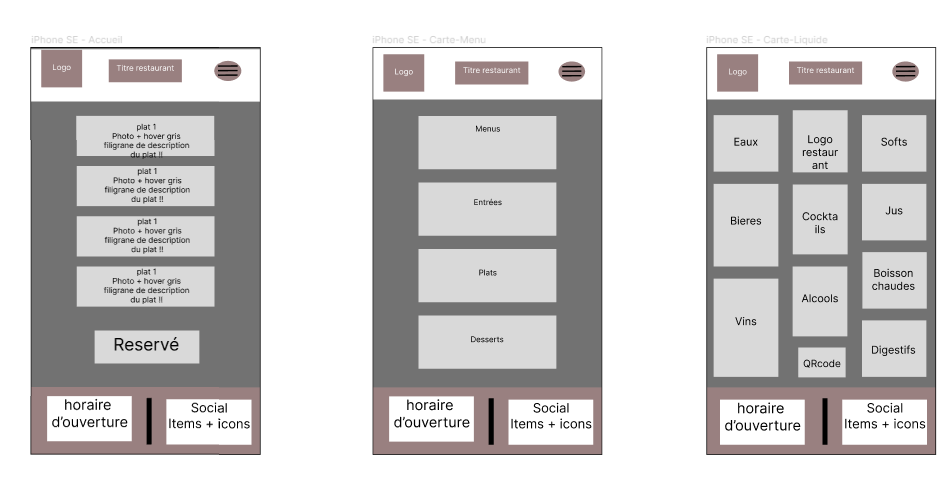 iPhone SE - Accueil
Logo
Titre restaurant
plat 1
Photo + hover gris
filigrane de description
du plat !!
plat 1
Photo + hover gris
filigrane de description
du plat !!
plat 1
Photo + hover gris
filigrane de description
du plat !!
plat 1
Photo + hover gris
filigrane de description
du plat !!
Reservé
horaire
d'ouverture
Social
Items + icons
iPhone SE - Carte-Menu
Logo
Titre restaurant
Menus
Entrées
Plats
Desserts
horaire
d'ouverture
Social
Items + icons
iPhone SE - Carte-Liquide
Logo
Titre restaurant
Eaux
Logo
restaur
ant
Softs
Bieres
Cockta
ils
Jus
Boisson
chaudes
Vins
Alcools
QRcode
Digestifs
horaire
d'ouverture
Social
Items + icons